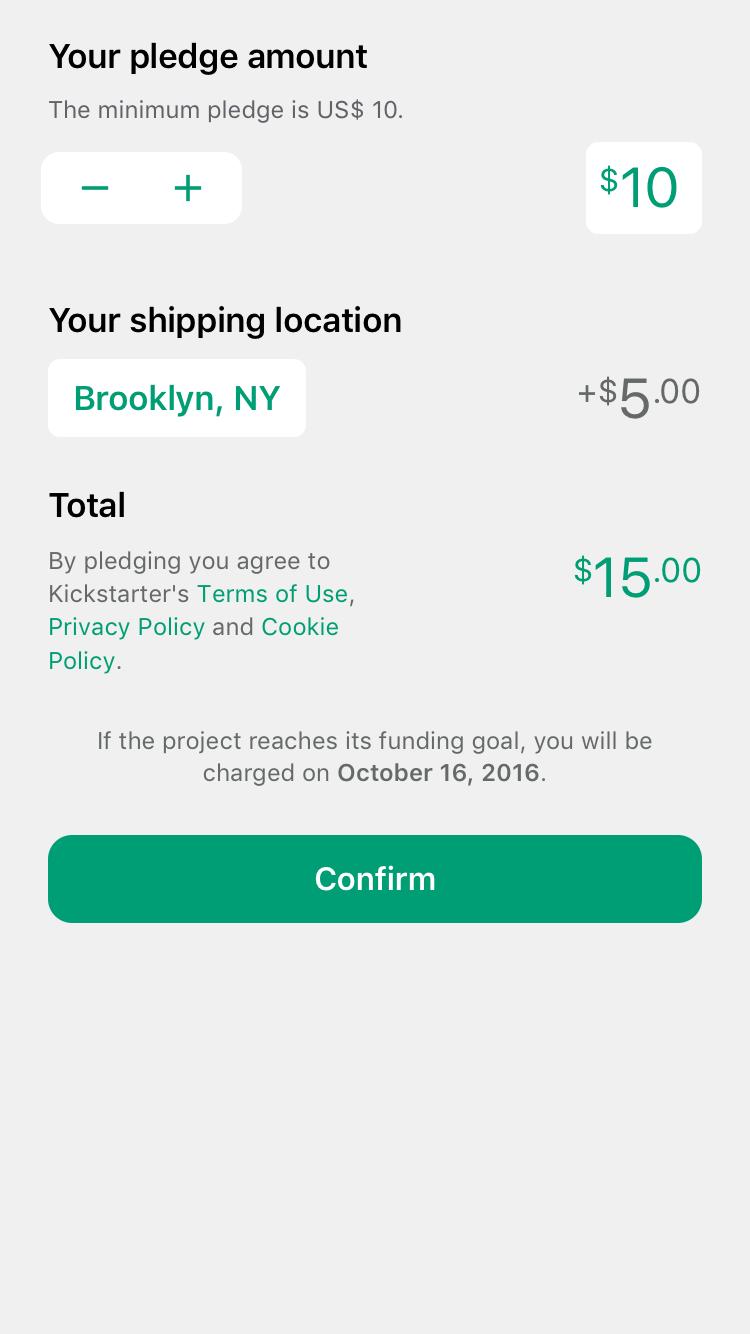 Your pledge amount
The minimum pledge is US$ 10.
− +
$10
Your shipping location
Brooklyn, NY
+$5.00
Total
By pledging you agree to
Kickstarter's Terms of Use,
Privacy Policy and Cookie
Policy.
$15.00
If the project reaches its funding goal, you will be
charged on October 16, 2016.
Confirm